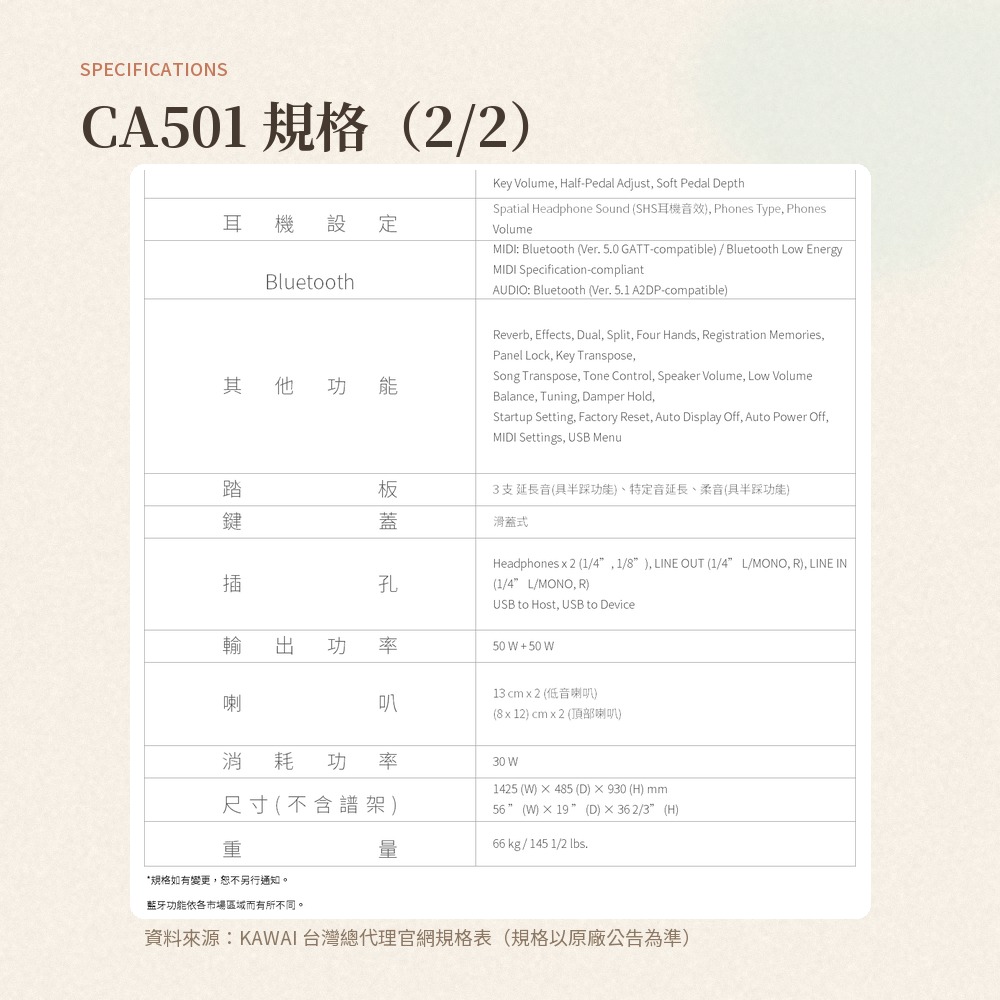 SPECIFICATIONS
CA501 規格（2/2）
Key Volume, Half-Pedal Adjust, Soft Pedal Depth
耳機設定
Spatial Headphone Sound (SHS耳機音效), Phones Type, Phones
Volume
Bluetooth
MIDI: Bluetooth (Ver. 5.0 GATT-compatible) / Bluetooth Low Energy
MIDI Specification-compliant
AUDIO: Bluetooth (Ver. 5.1 A2DP-compatible)
其他功能
Reverb, Effects, Dual, Split, Four Hands, Registration Memories,
Panel Lock, Key Transpose,
Song Transpose, Tone Control, Speaker Volume, Low Volume
Balance, Tuning, Damper Hold,
Startup Setting, Factory Reset, Auto Display Off, Auto Power Off,
MIDI Settings, USB Menu
踏板
3 支 延長音(具半踩功能)、特定音延長、柔音(具半踩功能)
鍵蓋
滑蓋式
插孔
Headphones x 2 (1/4”, 1/8”), LINE OUT (1/4” L/MONO, R), LINE IN
(1/4” L/MONO, R)
USB to Host, USB to Device
輸出功率
50 W + 50 W
喇叭
13 cm x 2 (低音喇叭)
(8 x 12) cm x 2 (頂部喇叭)
消耗功率
30 W
尺寸(不含譜架)
1425 (W) × 485 (D) × 930 (H) mm
56 ” (W) × 19 ” (D) × 36 2/3” (H)
重量
66 kg / 145 1/2 lbs.
*規格如有變更，恕不另行通知。
藍牙功能依各市場區域而有所不同。
資料來源：KAWAI 台灣總代理官網規格表（規格以原廠公告為準）